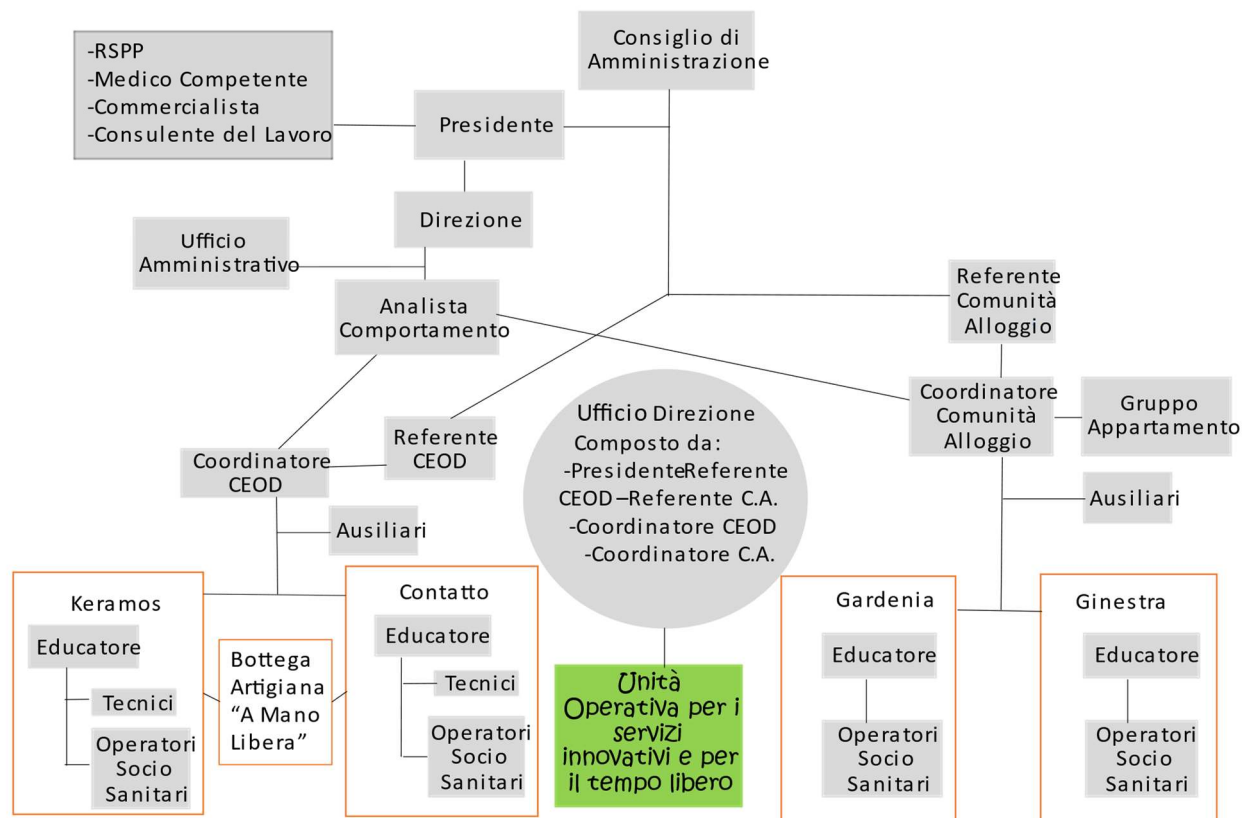 Consiglio di
Amministrazione
-RSPP
-Medico Competente
-Commercialista
-Consulente del Lavoro
Presidente
Direzione
Ufficio
Amministrativo
Analista
Comportamento
Referente
Comunità
Alloggio
Coordinatore
Comunità
Alloggio
Gruppo
Appartamento
Ausiliari
Referente
CEOD
Coordinatore
CEOD
Ausiliari
Ufficio Direzione
Composto da:
-PresidenteReferente
CEOD–Referente C.A.
-Coordinatore CEOD
-Coordinatore C.A.
Keramos
Educatore
Tecnici
Operatori
Socio
Sanitari
Bottega
Artigiana
“A Mano
Libera”
Contatto
Educatore
Tecnici
Operatori
Socio
Sanitari
Unità
Operativa per i
servizi
innovativi e per
il tempo libero
Gardenia
Educatore
Operatori
Socio
Sanitari
Ginestra
Educatore
Operatori
Socio
Sanitari